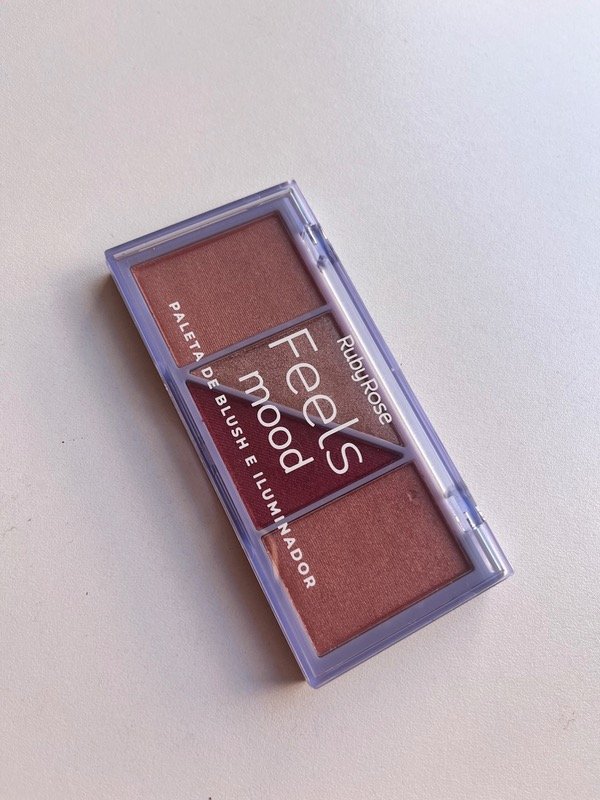 RubyRose
Feels
mood
PALETA DE BLUSH E ILUMINADOR